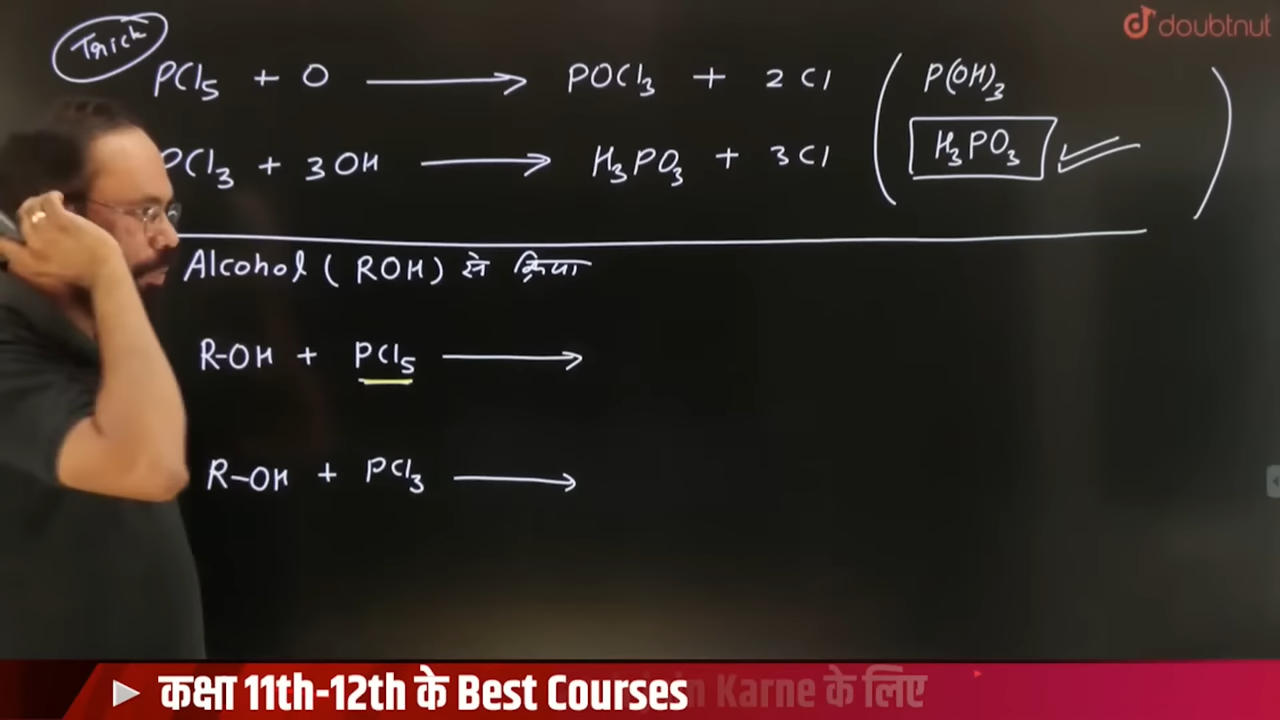 doubtnut
Trick
PCl₅ + O ⟶ POCl₃ + 2Cl ( P(OH)₃
PCl₃ + 3OH ⟶ H₃PO₃ + 3Cl H₃PO₃ )
Alcohol (ROH) से क्रिया
R-OH + PCl₅ ⟶
R-OH + PCl₃ ⟶
कक्षा 11th-12th के Best Courses Karne के लिए